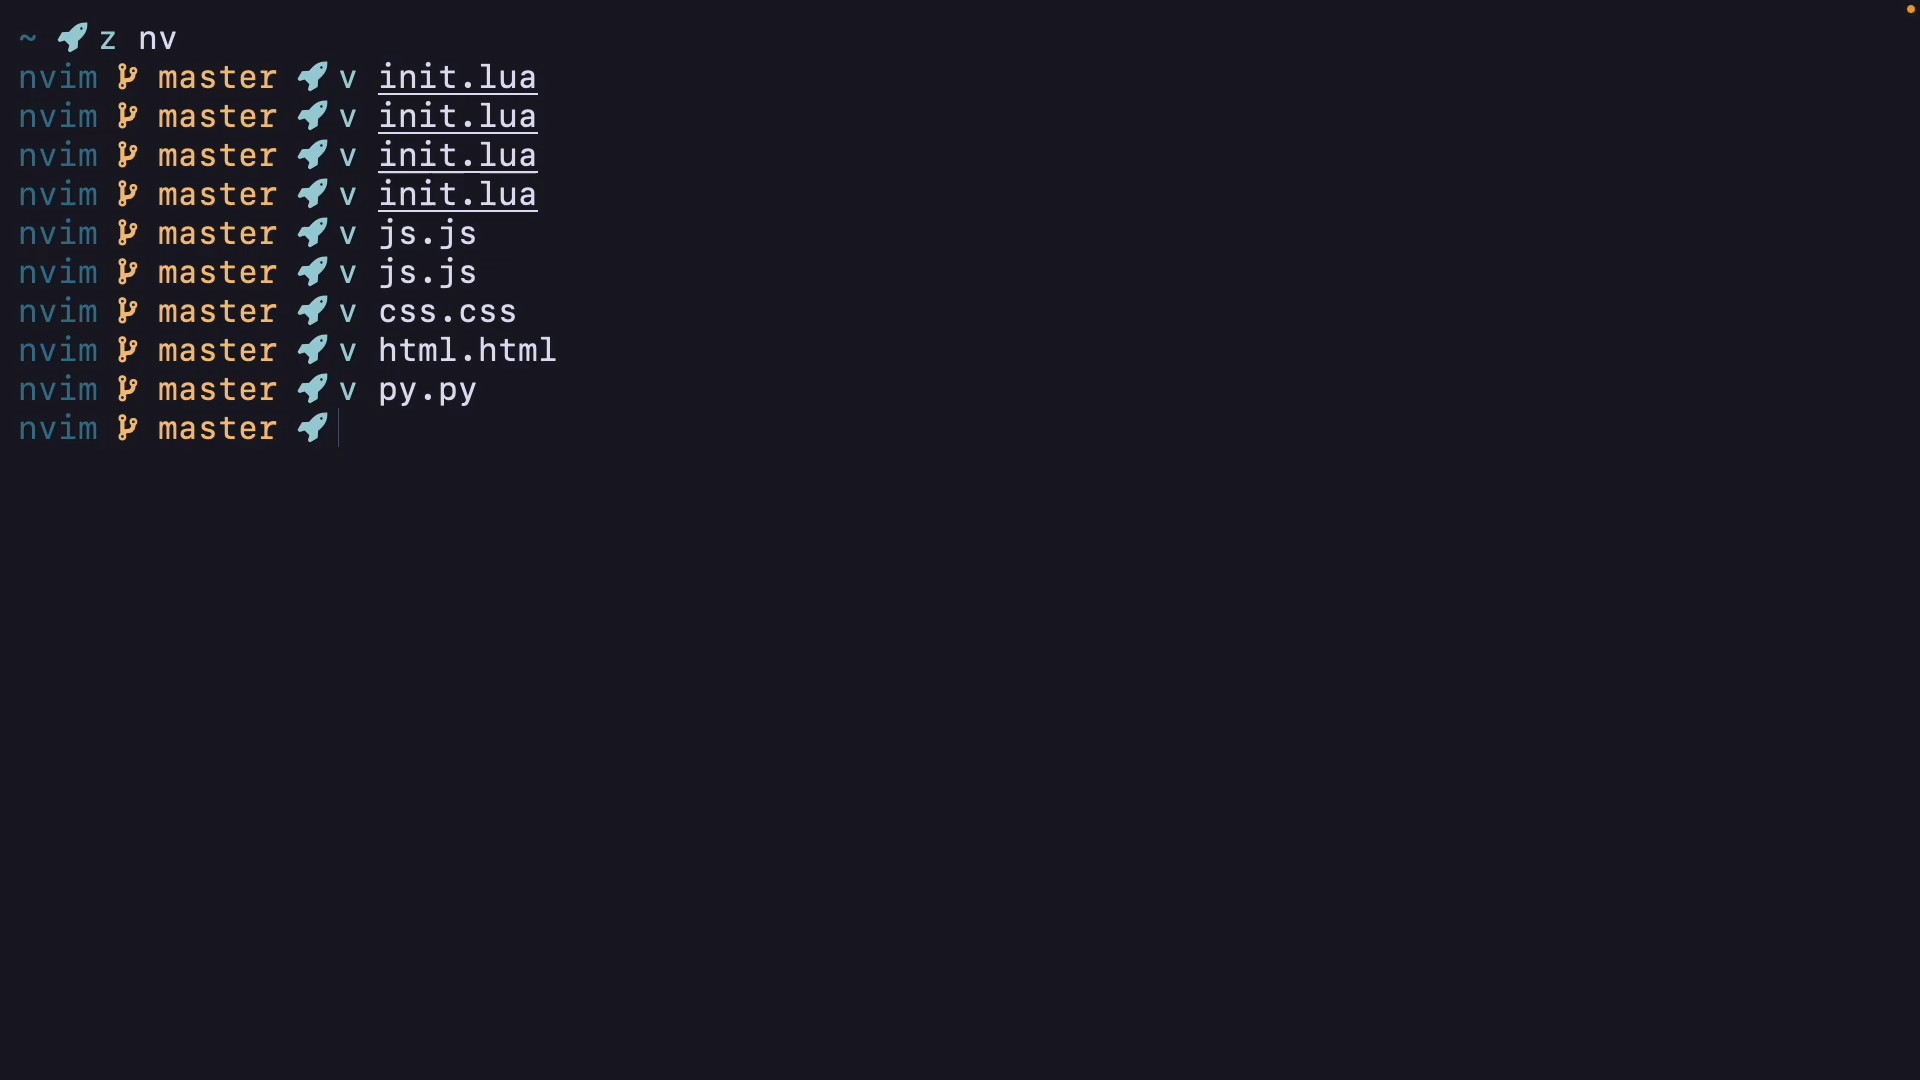 ~ z nv
nvim master v init.lua
nvim master v init.lua
nvim master v init.lua
nvim master v init.lua
nvim master v js.js
nvim master v js.js
nvim master v css.css
nvim master v html.html
nvim master v py.py
nvim master